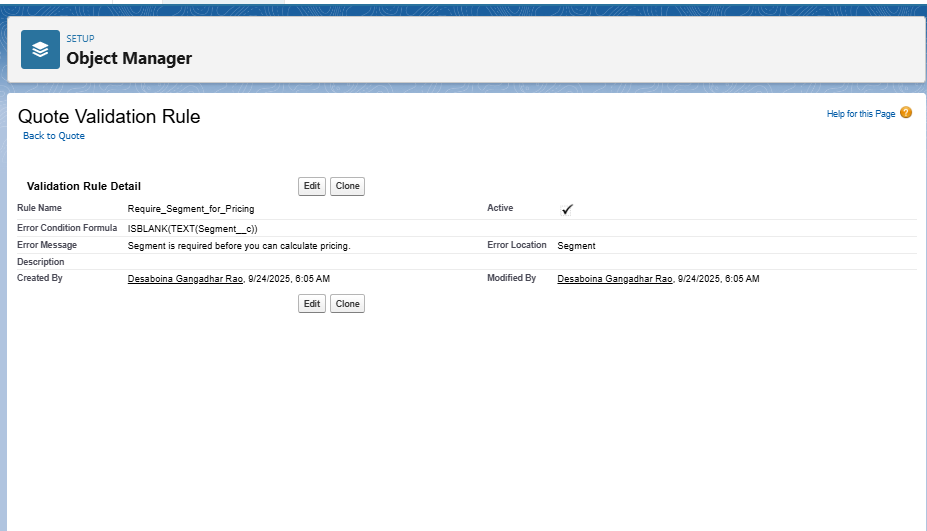 SETUP
Object Manager
Quote Validation Rule
Help for this Page ?
Back to Quote
Validation Rule Detail Edit Clone
Rule Name Require_Segment_for_Pricing Active ✓
Error Condition Formula ISBLANK(TEXT(Segment__c))
Error Message Segment is required before you can calculate pricing. Error Location Segment
Description
Created By Desaboina Gangadhar Rao, 9/24/2025, 6:05 AM Modified By Desaboina Gangadhar Rao, 9/24/2025, 6:05 AM
Edit Clone